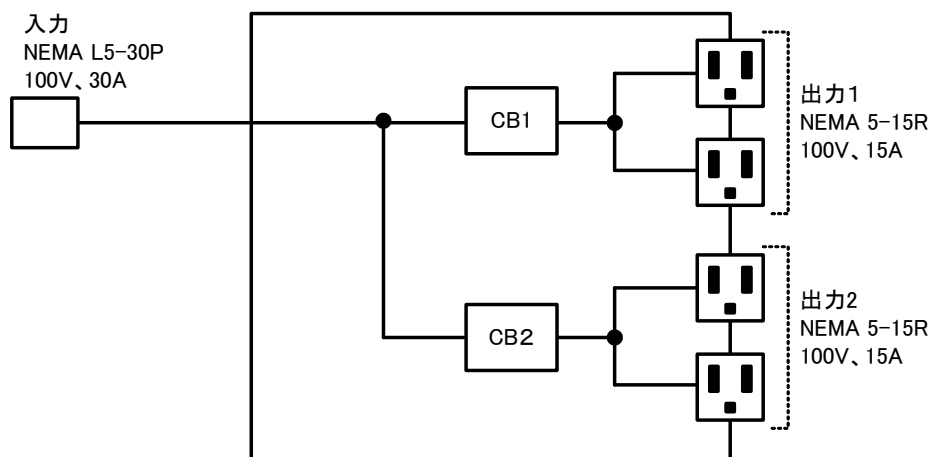 入力
NEMA L5-30P
100V、30A
CB1
出力1
NEMA 5-15R
100V、15A
CB2
出力2
NEMA 5-15R
100V、15A